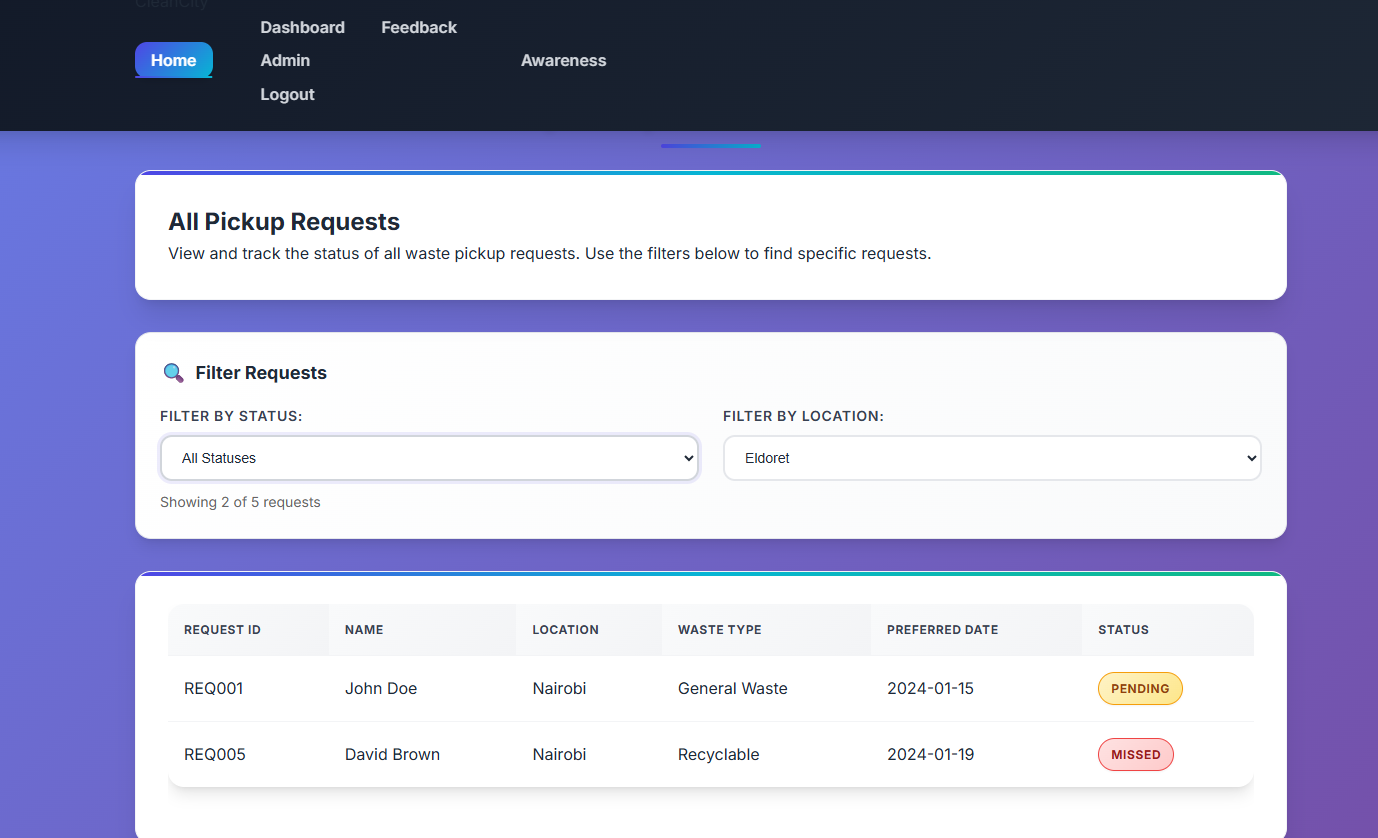 CleanCity
Dashboard Feedback
Home Admin Awareness
Logout
All Pickup Requests
View and track the status of all waste pickup requests. Use the filters below to find specific requests.
🔍 Filter Requests
FILTER BY STATUS: FILTER BY LOCATION:
All Statuses Eldoret
Showing 2 of 5 requests
REQUEST ID NAME LOCATION WASTE TYPE PREFERRED DATE STATUS
REQ001 John Doe Nairobi General Waste 2024-01-15 PENDING
REQ005 David Brown Nairobi Recyclable 2024-01-19 MISSED